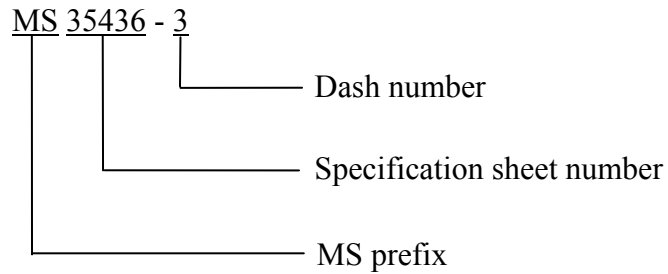 MS 35436 - 3
Dash number
Specification sheet number
MS prefix